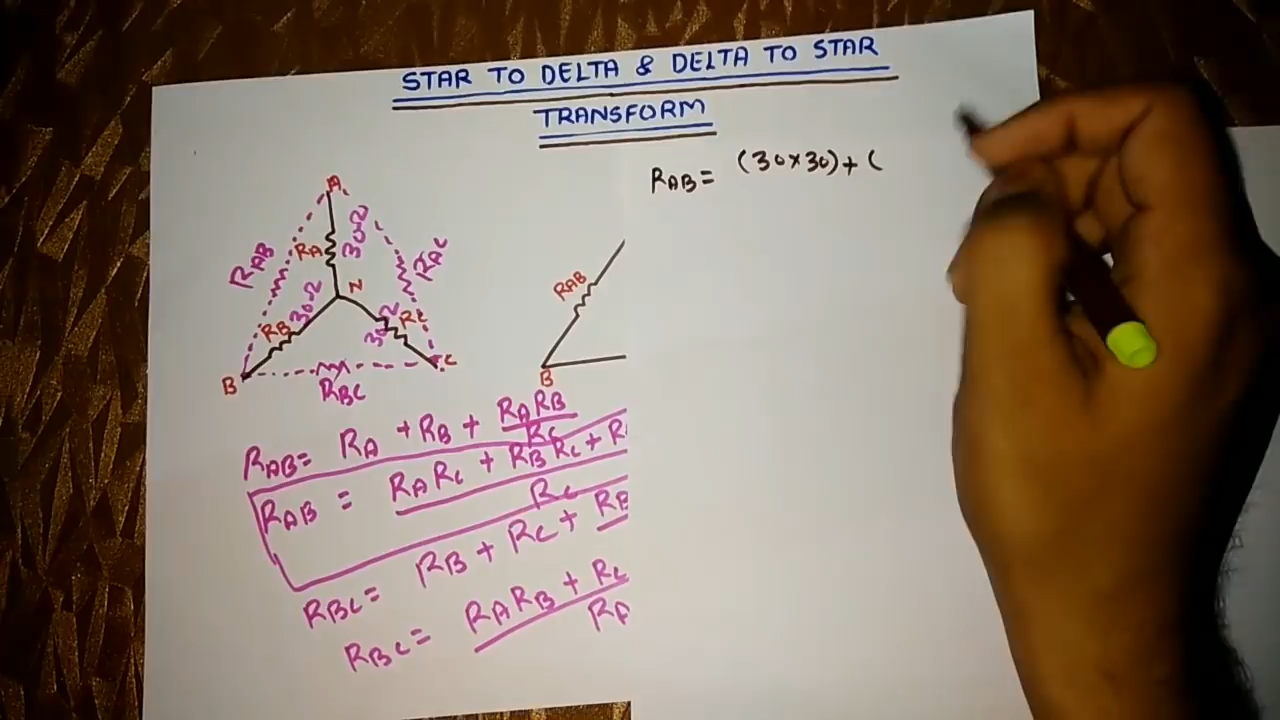 STAR TO DELTA & DELTA TO STAR
TRANSFORM
RAB = (30×30) + (
A
RAB
RA
30Ω
RAC
N
30Ω
RB
30Ω
RC
B
RBC
C
RAB
B
RAB = RA + RB + RARB
RC
RAB = RARC + RBRC + R
RC
RBC = RB + RC + RB
RBC = RARB + RC
RA